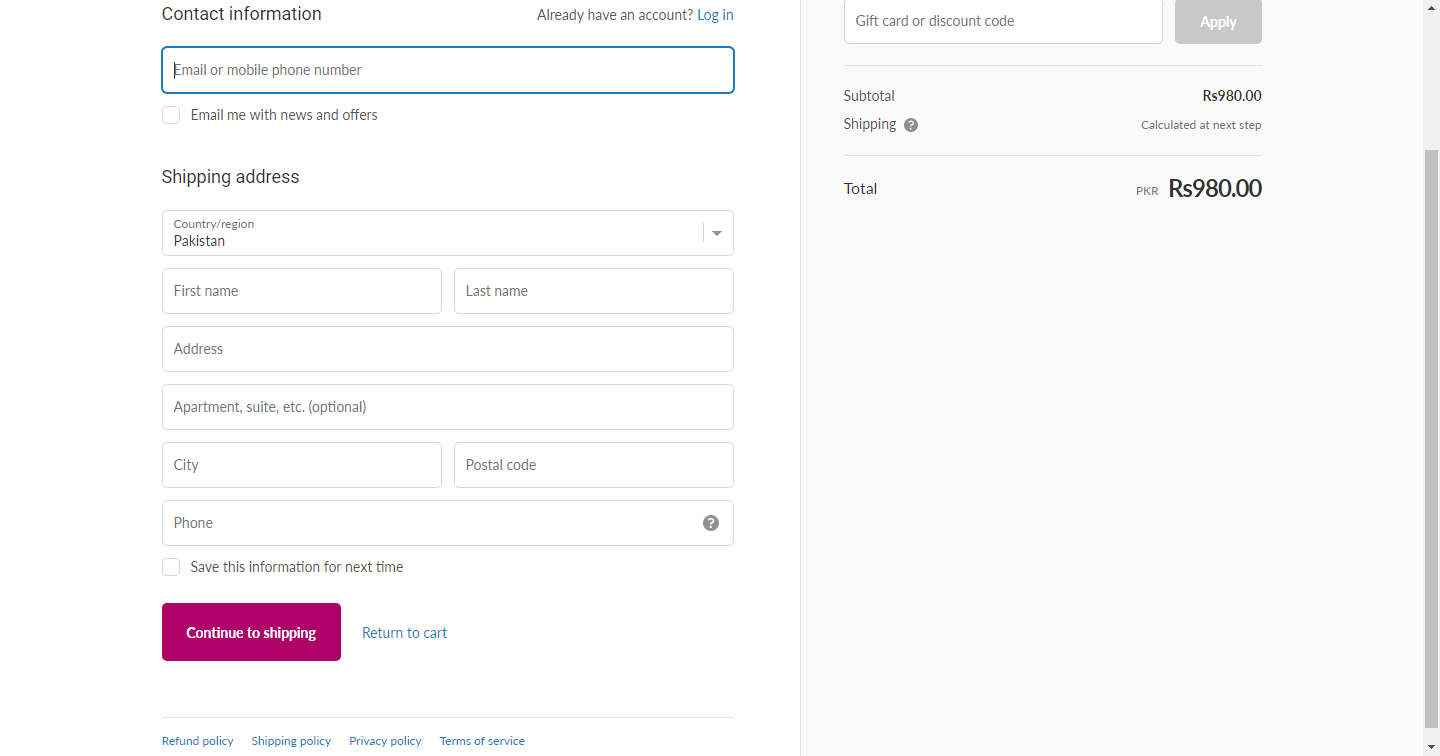 Contact information
Already have an account? Log in
Email or mobile phone number
Email me with news and offers
Shipping address
Country/region
Pakistan
First name
Last name
Address
Apartment, suite, etc. (optional)
City
Postal code
Phone
?
Save this information for next time
Continue to shipping
Return to cart
Refund policy
Shipping policy
Privacy policy
Terms of service
Gift card or discount code
Apply
Subtotal
Rs980.00
Shipping ?
Calculated at next step
Total
PKR Rs980.00